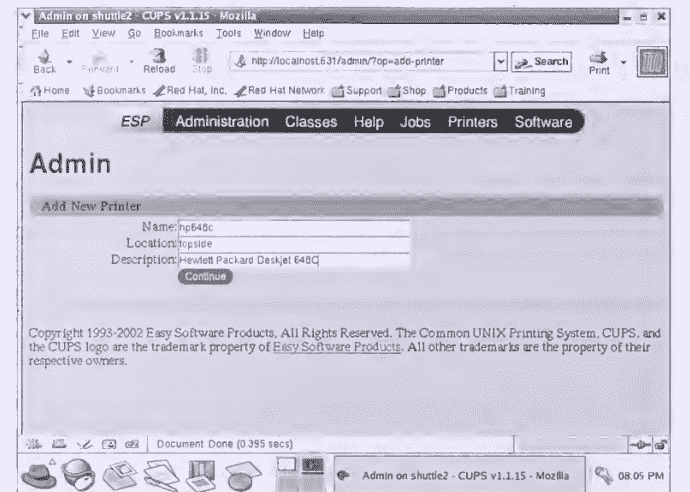 Admin on shuttle2 - CUPS v1.1.15 - Mozilla
File Edit View Go Bookmarks Tools Window Help
Back Forward Reload Stop http://localhost:631/admin/?op=add-printer Search Print
Home Bookmarks Red Hat, Inc. Red Hat Network Support Shop Products Training
ESP Administration Classes Help Jobs Printers Software
Admin
Add New Printer
Name: hp648c
Location: topside
Description: Hewlett Packard DeskJet 648C
Continue
Copyright 1993-2002 Easy Software Products, All Rights Reserved. The Common UNIX Printing System, CUPS, and
the CUPS logo are the trademark property of Easy Software Products. All other trademarks are the property of their
respective owners.
Document Done (0.395 secs)
Admin on shuttle2 - CUPS v1.1.15 - Mozilla 08:05 PM